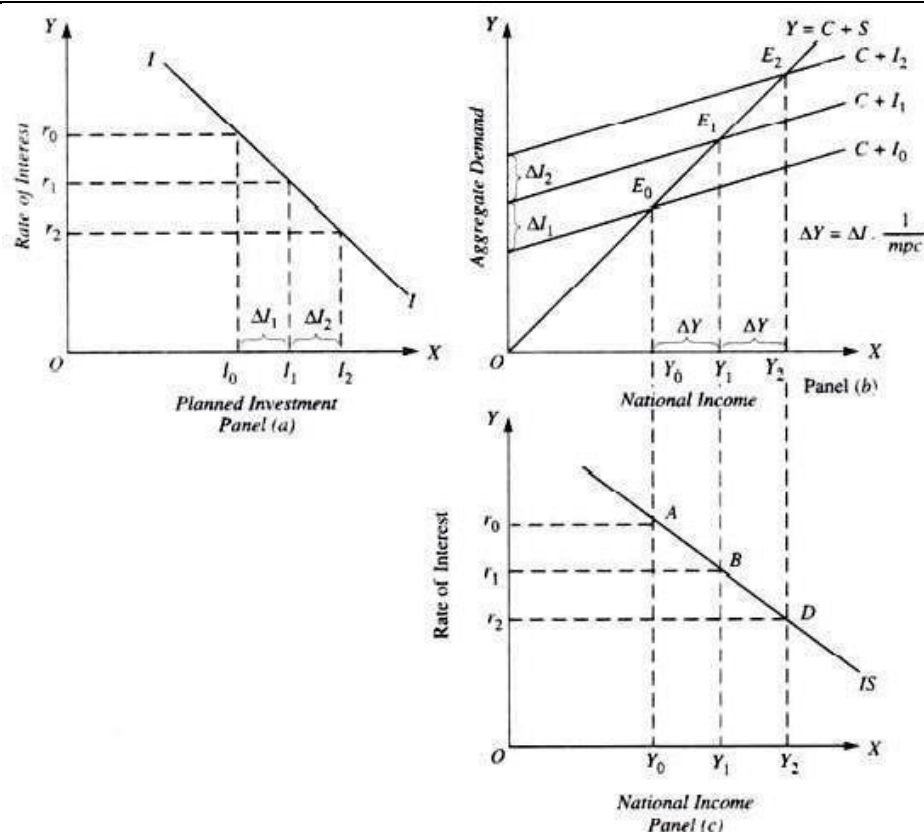 Y
I
r₀
r₁
r₂
Rate of Interest
ΔI₁ ΔI₂
I
O
I₀ I₁ I₂
X
Planned Investment
Panel (a)
Y
Y = C + S
E₂
C + I₂
E₁
C + I₁
E₀
C + I₀
Aggregate Demand
ΔI₂
ΔI₁
ΔY = ΔI . 1/mpc
ΔY ΔY
O
Y₀ Y₁ Y₂
X
National Income
Panel (b)
Y
Rate of Interest
r₀
A
r₁
B
r₂
D
IS
O
Y₀ Y₁ Y₂
X
National Income
Panel (c)